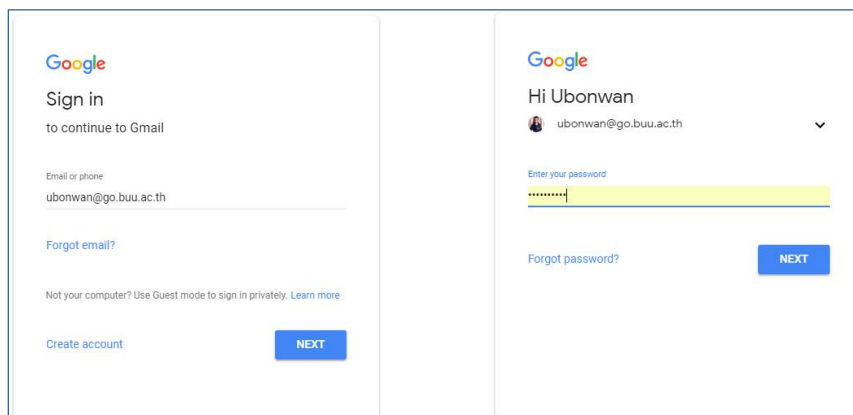 Google
Sign in
to continue to Gmail
Email or phone
ubonwan@go.buu.ac.th
Forgot email?
Not your computer? Use Guest mode to sign in privately. Learn more
Create account
NEXT
Google
Hi Ubonwan
ubonwan@go.buu.ac.th
Enter your password
••••••••••
Forgot password?
NEXT